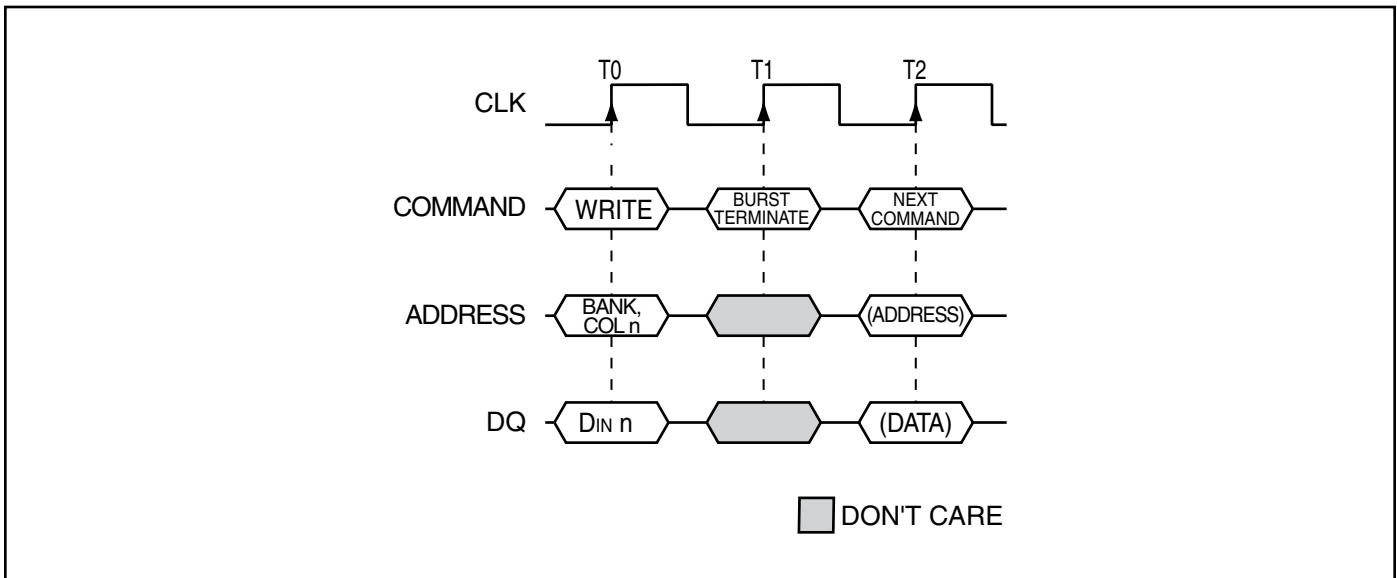 T0 T1 T2
CLK
COMMAND WRITE BURST TERMINATE NEXT COMMAND
ADDRESS BANK, COL n (ADDRESS)
DQ DIN n (DATA)
DON'T CARE